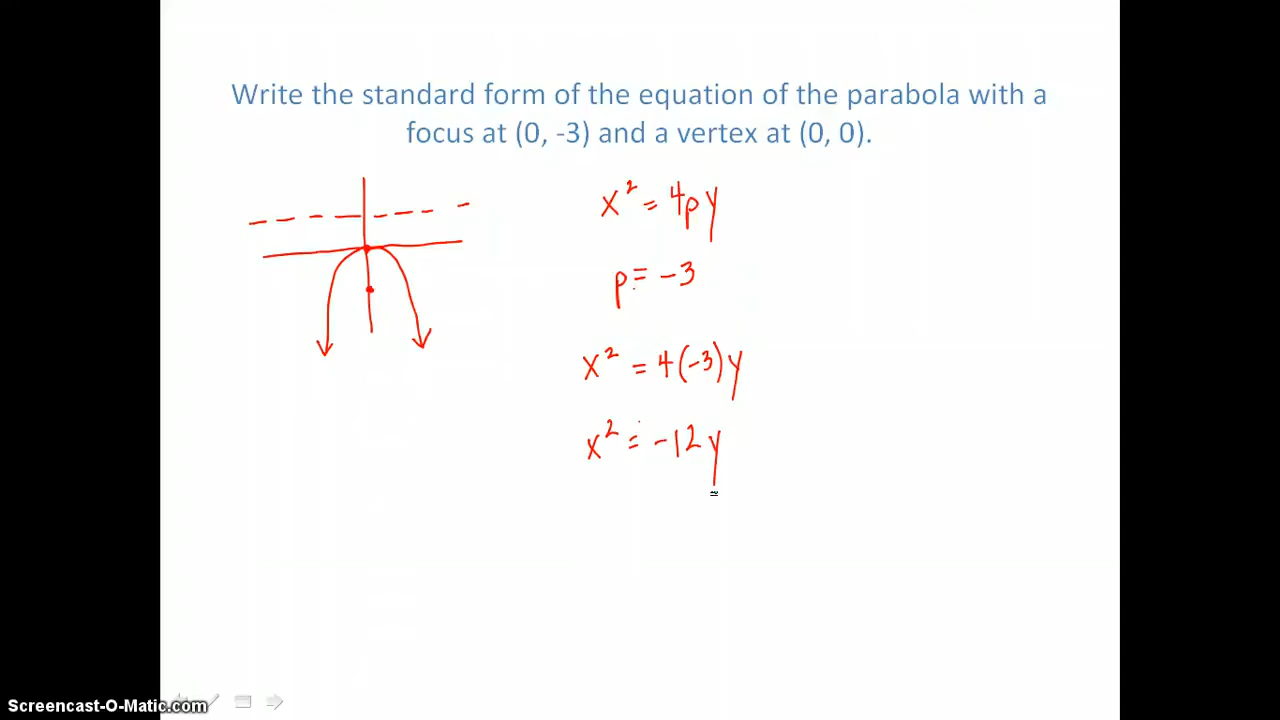 Write the standard form of the equation of the parabola with a
focus at (0, -3) and a vertex at (0, 0).
x² = 4py
p = -3
x² = 4(-3)y
x² = -12y
Screencast-O-Matic.com